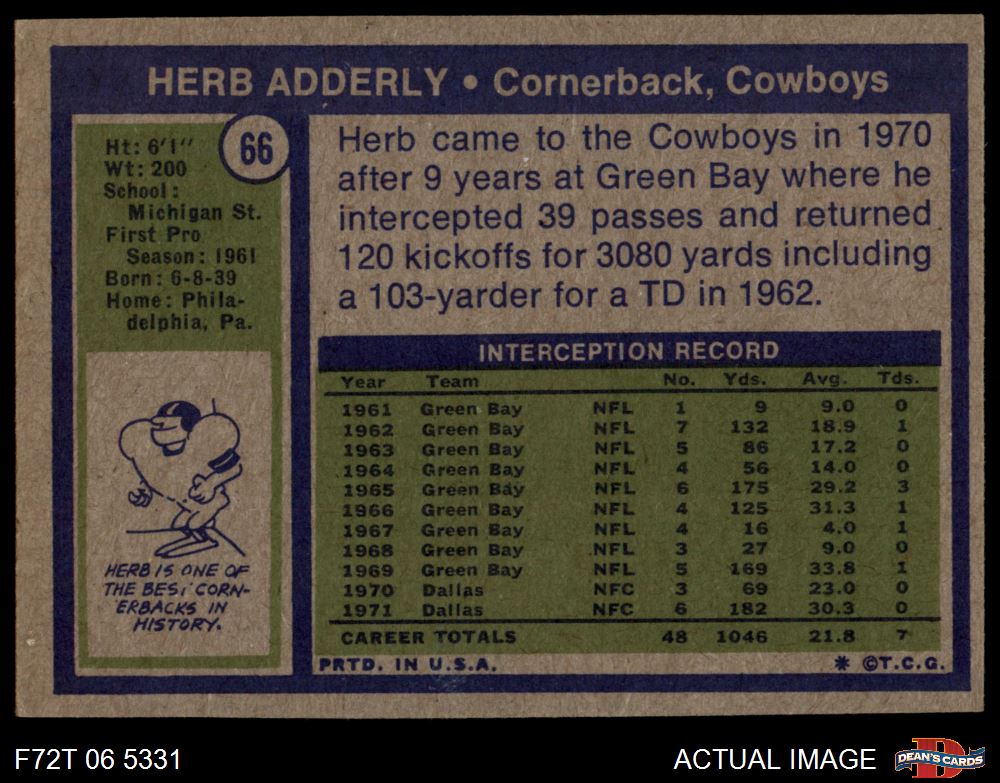 HERB ADDERLY • Cornerback, Cowboys
66
Ht: 6'1"
Wt: 200
School:
Michigan St.
First Pro
Season: 1961
Born: 6-8-39
Home: Phila-
delphia, Pa.
HERB IS ONE OF
THE BEST CORN-
ERBACKS IN
HISTORY.
Herb came to the Cowboys in 1970
after 9 years at Green Bay where he
intercepted 39 passes and returned
120 kickoffs for 3080 yards including
a 103-yarder for a TD in 1962.
INTERCEPTION RECORD
Year Team No. Yds. Avg. Tds.
1961 Green Bay NFL 1 9 9.0 0
1962 Green Bay NFL 7 132 18.9 1
1963 Green Bay NFL 5 86 17.2 0
1964 Green Bay NFL 4 56 14.0 0
1965 Green Bay NFL 6 175 29.2 3
1966 Green Bay NFL 4 125 31.3 1
1967 Green Bay NFL 4 16 4.0 1
1968 Green Bay NFL 3 27 9.0 0
1969 Green Bay NFL 5 169 33.8 1
1970 Dallas NFC 3 69 23.0 0
1971 Dallas NFC 6 182 30.3 0
CAREER TOTALS 48 1046 21.8 7
PRTD. IN U.S.A. * ©T.C.G.
F72T 06 5331 ACTUAL IMAGE DEAN'S CARDS